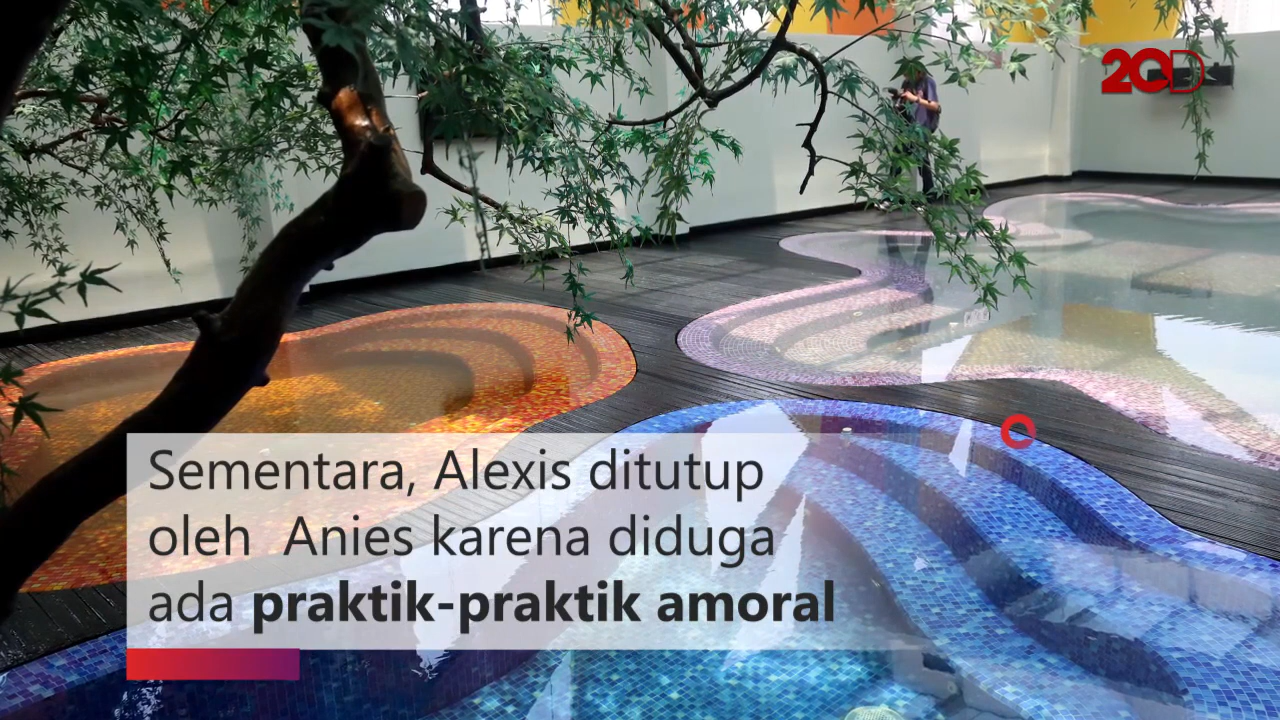 20D
Sementara, Alexis ditutup
oleh  Anies karena diduga
ada praktik-praktik amoral